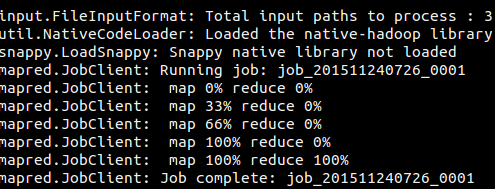 input.FileInputFormat: Total input paths to process : 3
util.NativeCodeLoader: Loaded the native-hadoop library
snappy.LoadSnappy: Snappy native library not loaded
mapred.JobClient: Running job: job_201511240726_0001
mapred.JobClient:  map 0% reduce 0%
mapred.JobClient:  map 33% reduce 0%
mapred.JobClient:  map 66% reduce 0%
mapred.JobClient:  map 100% reduce 0%
mapred.JobClient:  map 100% reduce 100%
mapred.JobClient: Job complete: job_201511240726_0001